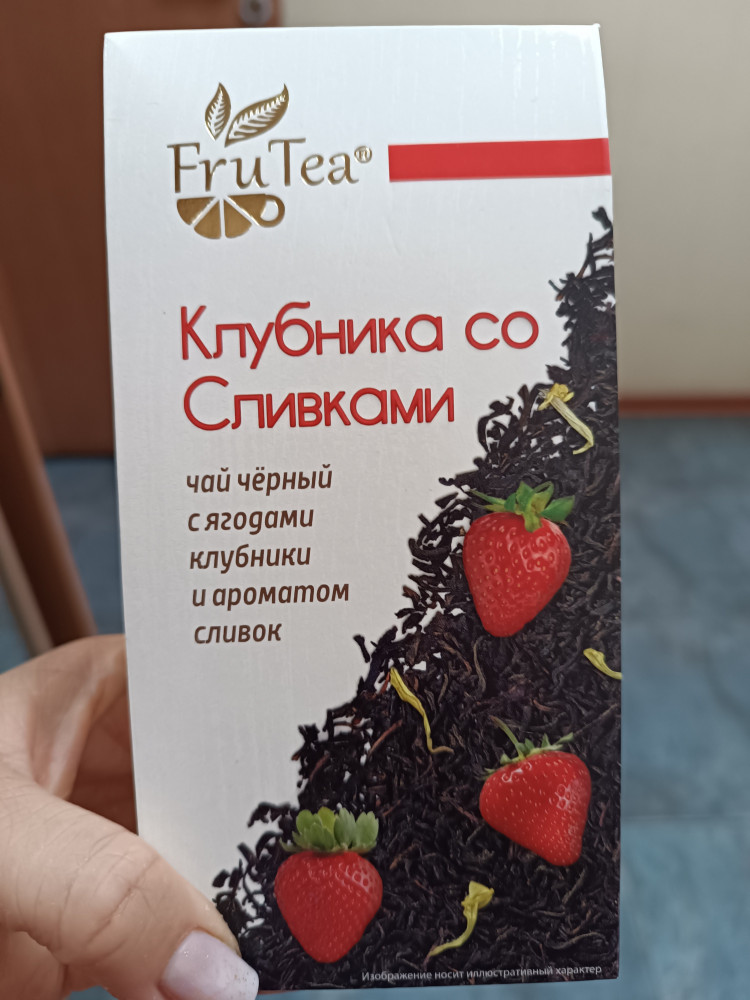 FruTea®
Клубника со
Сливками
чай чёрный
с ягодами
клубники
и ароматом
сливок
Изображение носит иллюстративный характер